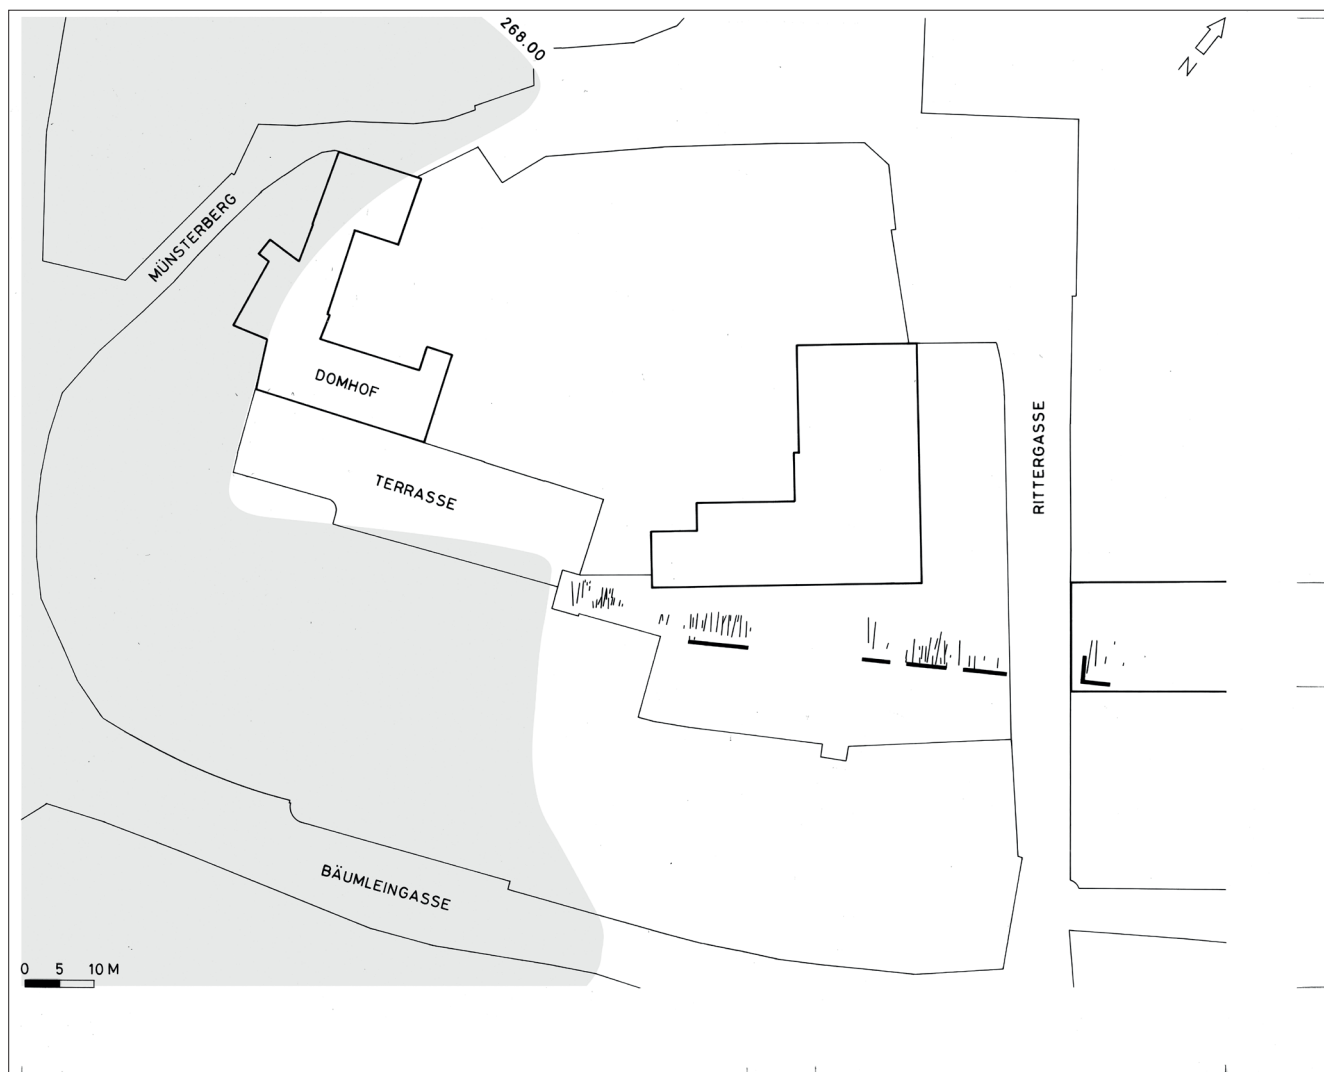 268.00
N
MÜNSTERBERG
DOMHOF
TERRASSE
RITTERGASSE
BÄUMLEINGASSE
0 5 10 M